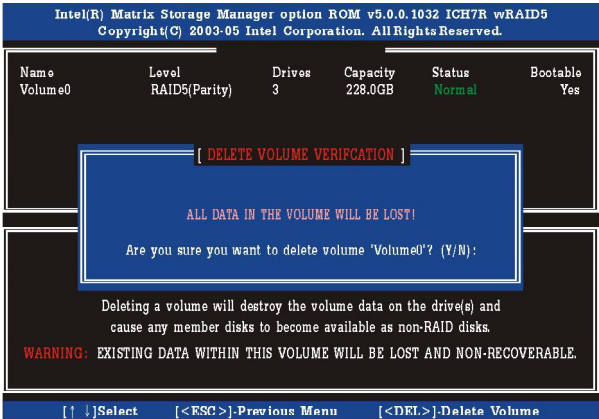 Intel(R) Matrix Storage Manager option ROM v5.0.0.1032 ICH7R wRAID5
Copyright(C) 2003-05 Intel Corporation. All Rights Reserved.
Name Level Drives Capacity Status Bootable
Volume0 RAID5(Parity) 3 228.0GB Normal Yes
[ DELETE VOLUME VERIFCATION ]
ALL DATA IN THE VOLUME WILL BE LOST!
Are you sure you want to delete volume 'Volume0'? (Y/N):
Deleting a volume will destroy the volume data on the drive(s) and
cause any member disks to become available as non-RAID disks.
WARNING: EXISTING DATA WITHIN THIS VOLUME WILL BE LOST AND NON-RECOVERABLE.
[↑ ↓]Select [<ESC>]-Previous Menu [<DEL>]-Delete Volume